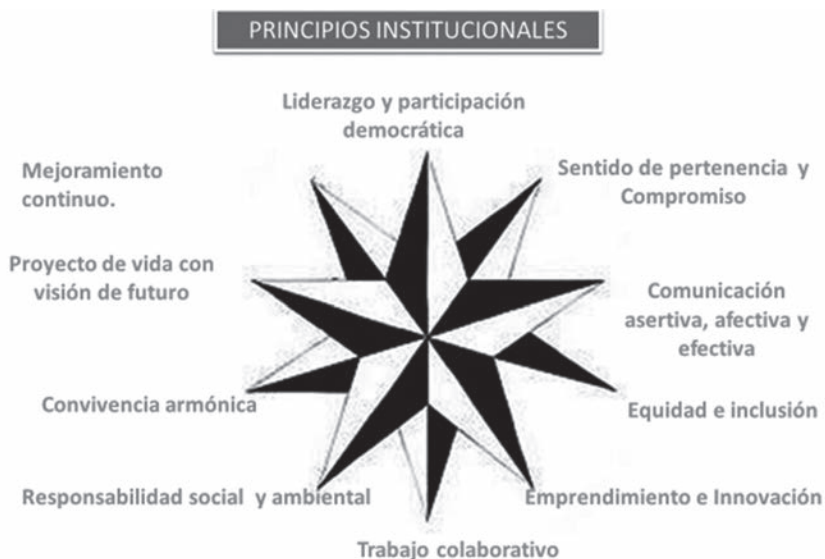 PRINCIPIOS INSTITUCIONALES
Liderazgo y participación
democrática
Mejoramiento
continuo.
Sentido de pertenencia y
Compromiso
Proyecto de vida con
visión de futuro
Comunicación
asertiva, afectiva y
efectiva
Convivencia armónica
Equidad e inclusión
Responsabilidad social y ambiental
Emprendimiento e Innovación
Trabajo colaborativo